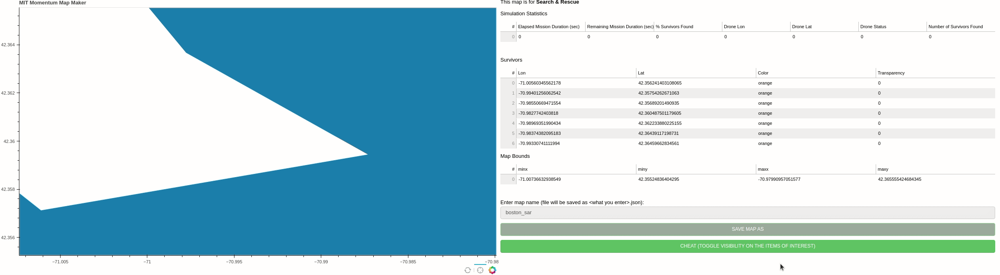 MIT Momentum Map Maker
42.364
42.362
42.36
42.358
42.356
−71.005 −71 −70.995 −70.99 −70.985 −70.98
This map is for Search & Rescue
Simulation Statistics
# Elapsed Mission Duration (sec) Remaining Mission Duration (sec) % Survivors Found Drone Lon Drone Lat Drone Status Number of Survivors Found
0 0 0 0 0 0 0 0
Survivors
# Lon Lat Color Transparency
0 -71.00560345562178 42.356241403108065 orange 0
1 -70.99401256062542 42.35754262671063 orange 0
2 -70.98550669471554 42.35689201490935 orange 0
3 -70.9827742403818 42.360487501179605 orange 0
4 -70.98969351990434 42.362233880225155 orange 0
5 -70.98374382095183 42.36439117198731 orange 0
6 -70.99330741111994 42.36459662834561 orange 0
Map Bounds
# minx miny maxx maxy
0 -71.00736632938549 42.35524836404295 -70.97990957051577 42.365555424684345
Enter map name (file will be saved as <what you enter>.json):
boston_sar
SAVE MAP AS
CHEAT (TOGGLE VISIBILITY ON THE ITEMS OF INTEREST)